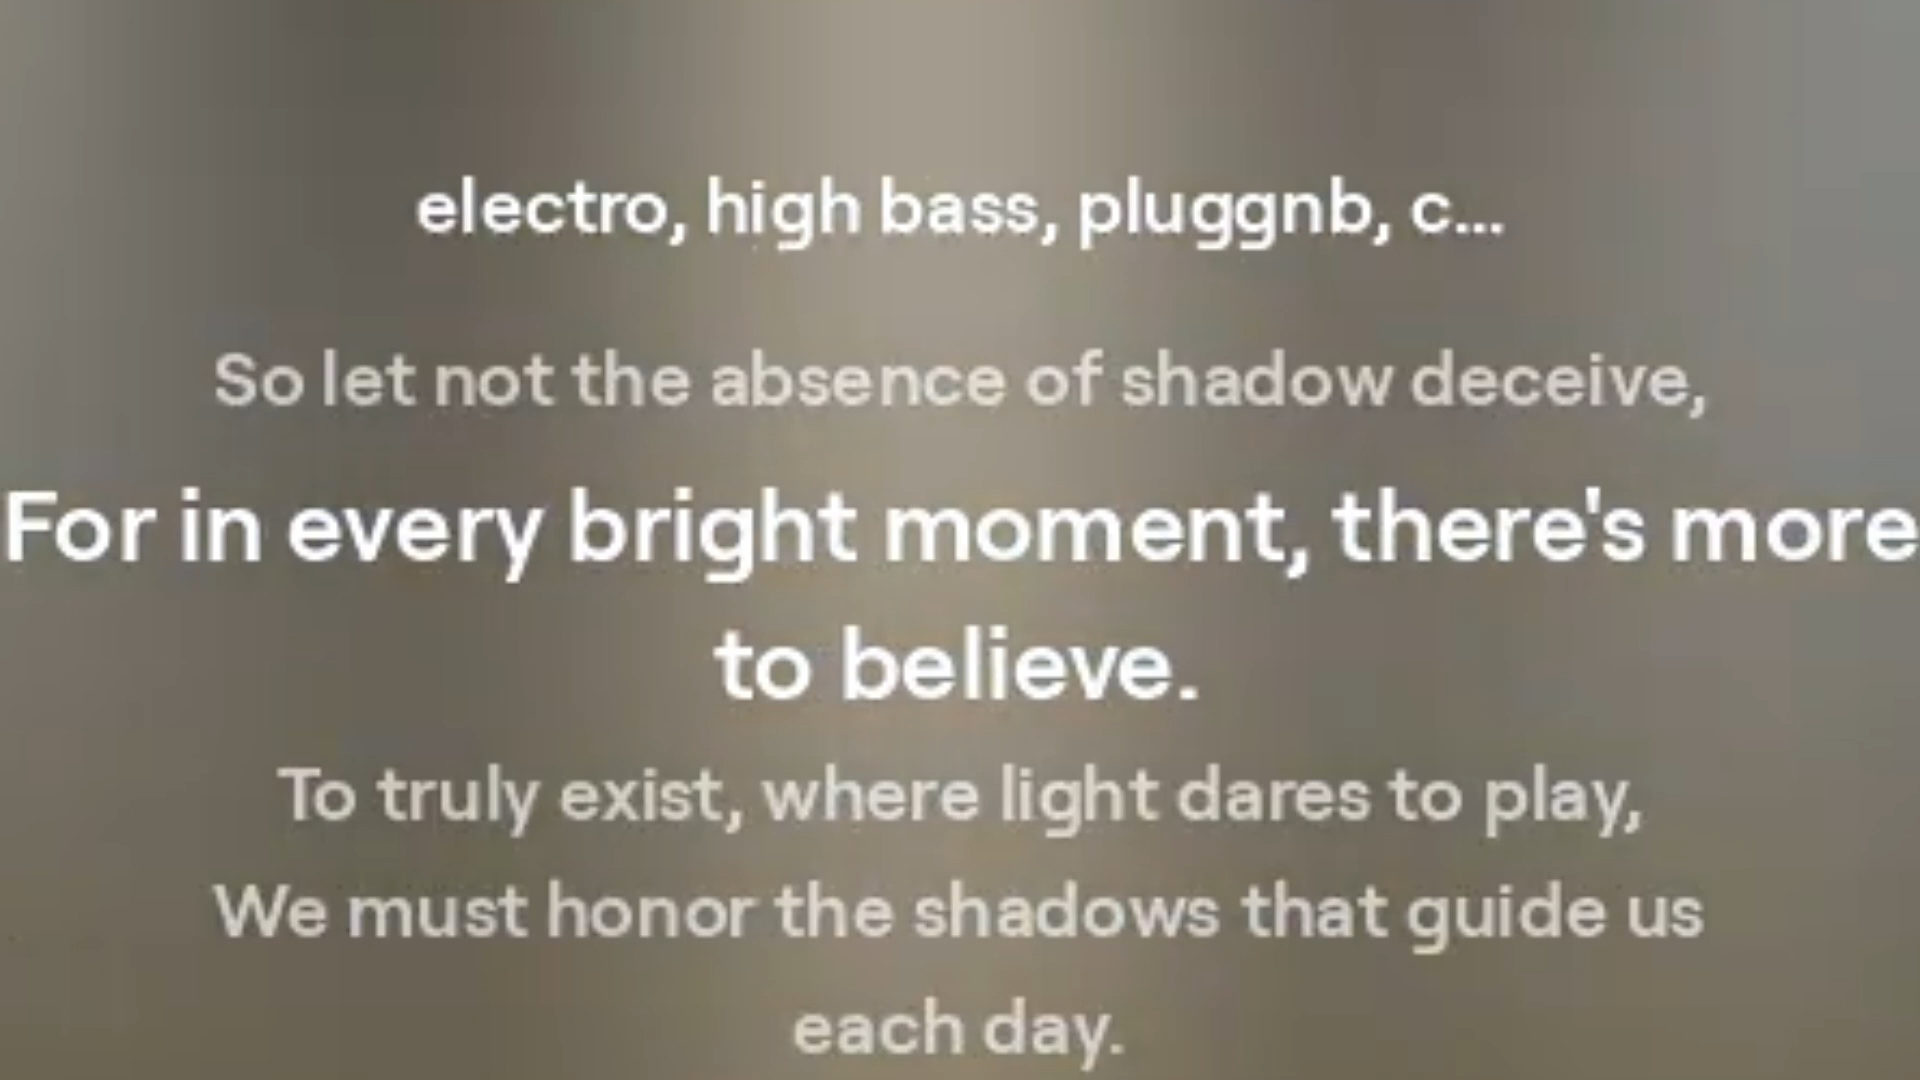 electro, high bass, pluggnb, c...
So let not the absence of shadow deceive,
For in every bright moment, there's more
to believe.
To truly exist, where light dares to play,
We must honor the shadows that guide us
each day.